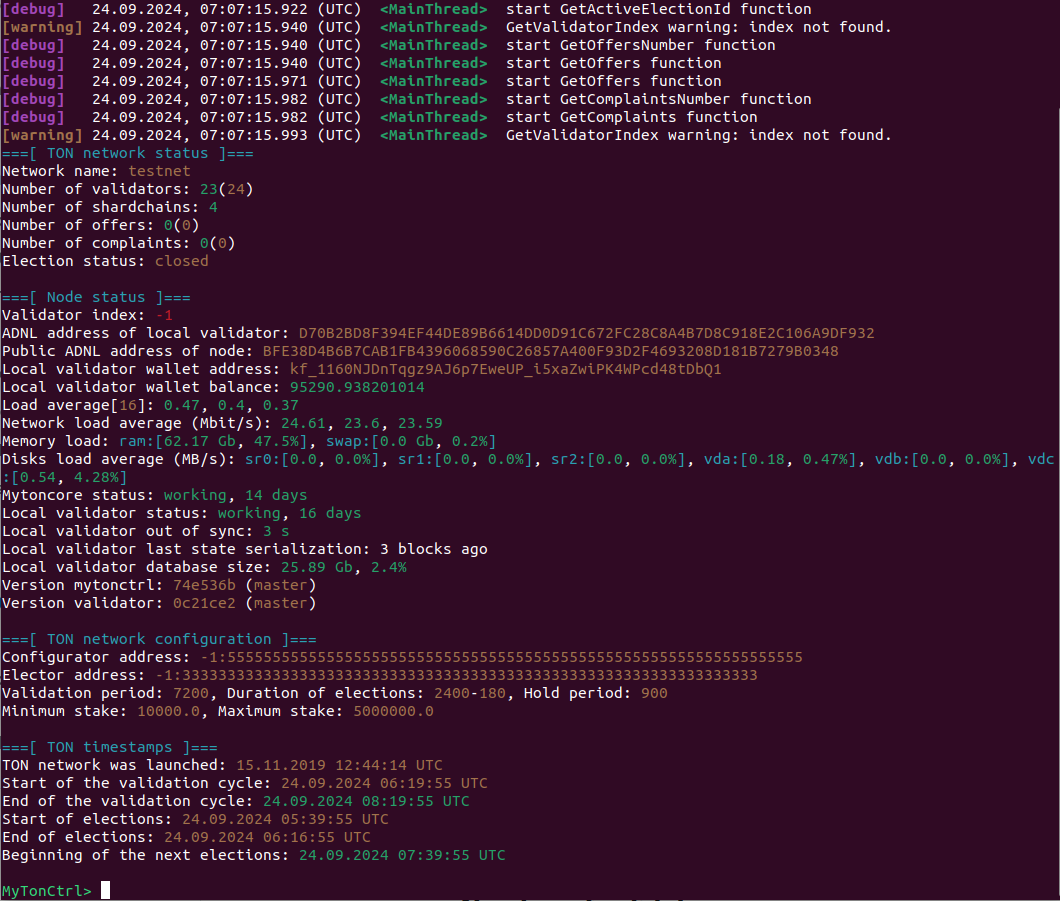 [debug]   24.09.2024, 07:07:15.922 (UTC)  <MainThread>  start GetActiveElectionId function
[warning] 24.09.2024, 07:07:15.940 (UTC)  <MainThread>  GetValidatorIndex warning: index not found.
[debug]   24.09.2024, 07:07:15.940 (UTC)  <MainThread>  start GetOffersNumber function
[debug]   24.09.2024, 07:07:15.940 (UTC)  <MainThread>  start GetOffers function
[debug]   24.09.2024, 07:07:15.971 (UTC)  <MainThread>  start GetOffers function
[debug]   24.09.2024, 07:07:15.982 (UTC)  <MainThread>  start GetComplaintsNumber function
[debug]   24.09.2024, 07:07:15.982 (UTC)  <MainThread>  start GetComplaints function
[warning] 24.09.2024, 07:07:15.993 (UTC)  <MainThread>  GetValidatorIndex warning: index not found.
===[ TON network status ]===
Network name: testnet
Number of validators: 23(24)
Number of shardchains: 4
Number of offers: 0(0)
Number of complaints: 0(0)
Election status: closed
===[ Node status ]===
Validator index: -1
ADNL address of local validator: D70B2BD8F394EF44DE89B6614DD0D91C672FC28C8A4B7D8C918E2C106A9DF932
Public ADNL address of node: BFE38D4B6B7CAB1FB4396068590C26857A400F93D2F4693208D181B7279B0348
Local validator wallet address: kf_1160NJDnTqgz9AJ6p7EweUP_i5xaZwiPK4WPcd48tDbQ1
Local validator wallet balance: 95290.938201014
Load average[16]: 0.47, 0.4, 0.37
Network load average (Mbit/s): 24.61, 23.6, 23.59
Memory load: ram:[62.17 Gb, 47.5%], swap:[0.0 Gb, 0.2%]
Disks load average (MB/s): sr0:[0.0, 0.0%], sr1:[0.0, 0.0%], sr2:[0.0, 0.0%], vda:[0.18, 0.47%], vdb:[0.0, 0.0%], vdc
:[0.54, 4.28%]
Mytoncore status: working, 14 days
Local validator status: working, 16 days
Local validator out of sync: 3 s
Local validator last state serialization: 3 blocks ago
Local validator database size: 25.89 Gb, 2.4%
Version mytonctrl: 74e536b (master)
Version validator: 0c21ce2 (master)
===[ TON network configuration ]===
Configurator address: -1:5555555555555555555555555555555555555555555555555555555555555555
Elector address: -1:3333333333333333333333333333333333333333333333333333333333333333
Validation period: 7200, Duration of elections: 2400-180, Hold period: 900
Minimum stake: 10000.0, Maximum stake: 5000000.0
===[ TON timestamps ]===
TON network was launched: 15.11.2019 12:44:14 UTC
Start of the validation cycle: 24.09.2024 06:19:55 UTC
End of the validation cycle: 24.09.2024 08:19:55 UTC
Start of elections: 24.09.2024 05:39:55 UTC
End of elections: 24.09.2024 06:16:55 UTC
Beginning of the next elections: 24.09.2024 07:39:55 UTC
MyTonCtrl>